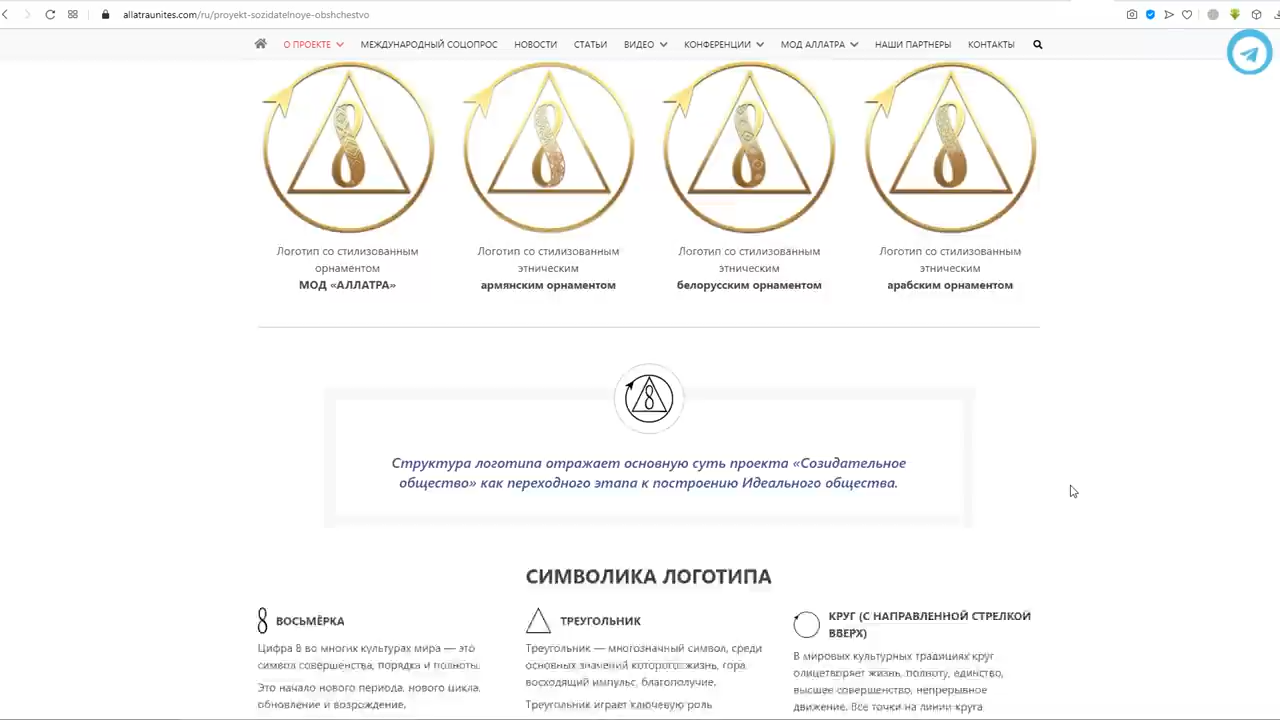 allatraunites.com/ru/proyekt-sozidatelnoye-obshchestvo
О ПРОЕКТЕ МЕЖДУНАРОДНЫЙ СОЦОПРОС НОВОСТИ СТАТЬИ ВИДЕО КОНФЕРЕНЦИИ МОД АЛЛАТРА НАШИ ПАРТНЕРЫ КОНТАКТЫ
Логотип со стилизованным
орнаментом
МОД «АЛЛАТРА»
Логотип со стилизованным
этническим
армянским орнаментом
Логотип со стилизованным
этническим
белорусским орнаментом
Логотип со стилизованным
этническим
арабским орнаментом
Структура логотипа отражает основную суть проекта «Созидательное
общество» как переходного этапа к построению Идеального общества.
СИМВОЛИКА ЛОГОТИПА
ВОСЬМЁРКА
Цифра 8 во многих культурах мира — это
символ совершенства, порядка и полноты.
Это начало нового периода, нового цикла,
обновление и возрождение.
ТРЕУГОЛЬНИК
Треугольник — многозначный символ, среди
основных значений которого жизнь, гора,
восходящий импульс, благополучие.
Треугольник играет ключевую роль
КРУГ (С НАПРАВЛЕННОЙ СТРЕЛКОЙ
ВВЕРХ)
В мировых культурных традициях круг
олицетворяет жизнь, полноту, единство,
высшее совершенство, непрерывное
движение. Все точки на линии круга